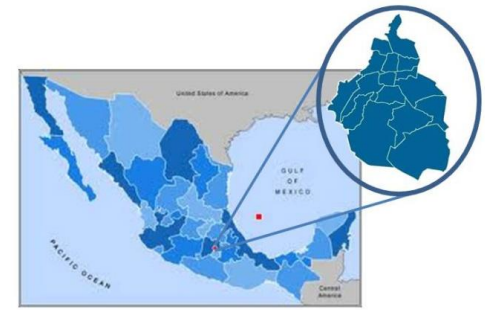 United States of America
GULF
OF
MEXICO
PACIFIC OCEAN
Central
America